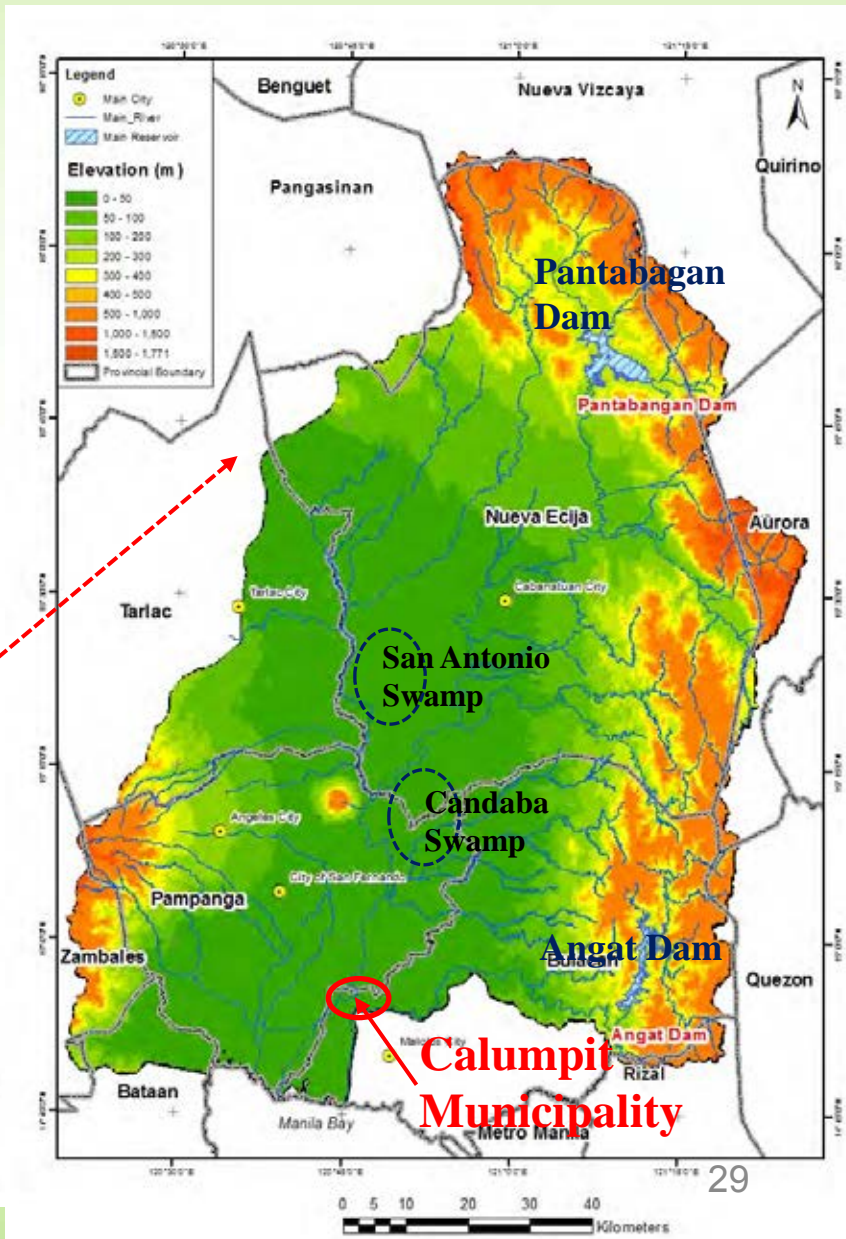 Legend
Main City
Main_River
Main Reservoir
Elevation (m)
0 - 50
50 - 100
100 - 200
200 - 300
300 - 400
400 - 500
500 - 1,000
1,000 - 1,500
1,500 - 1,771
Provincial Boundary
Benguet
Nueva Vizcaya
N
Quirino
Pangasinan
Pantabagan
Dam
Pantabangan Dam
Nueva Ecija
Aurora
Tarlac
Tarlac City
Cabanatuan City
San Antonio
Swamp
Candaba
Swamp
Angeles City
City of San Fernando
Pampanga
Zambales
Angat Dam
Bulacan
Quezon
Angat Dam
Malolos City
Calumpit
Municipality
Rizal
Bataan
Manila Bay
Metro Manila
29
0 5 10 20 30 40
Kilometers